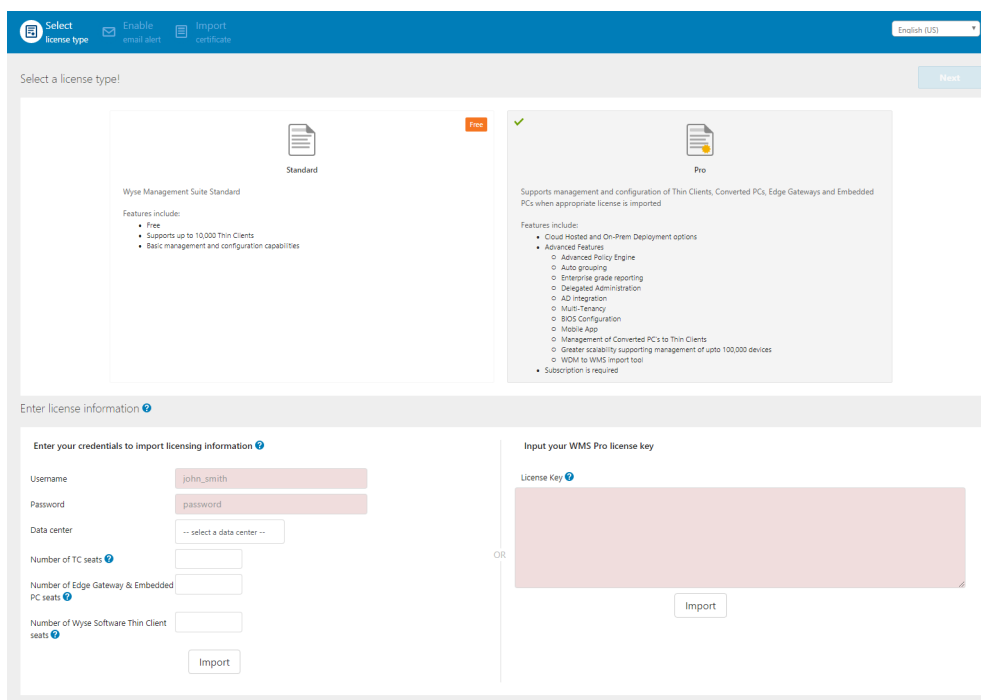 Select
license type
Enable
email alert
Import
certificate
English (US)
Select a license type!
Next
Free
Standard
Wyse Management Suite Standard
Features include:
Free
Supports up to 10,000 Thin Clients
Basic management and configuration capabilities
Pro
Supports management and configuration of Thin Clients, Converted PCs, Edge Gateways and Embedded
PCs when appropriate license is imported
Features include:
Cloud Hosted and On-Prem Deployment options
Advanced Features
Advanced Policy Engine
Auto grouping
Enterprise grade reporting
Delegated Administration
AD integration
Multi-Tenancy
BIOS Configuration
Mobile App
Management of Converted PC's to Thin Clients
Greater scalability supporting management of upto 100,000 devices
WDM to WMS import tool
Subscription is required
Enter license information ?
Enter your credentials to import licensing information ?
Username
john_smith
Password
password
Data center
-- select a data center --
Number of TC seats ?
Number of Edge Gateway & Embedded
PC seats ?
Number of Wyse Software Thin Client
seats ?
Import
OR
Input your WMS Pro license key
License Key ?
Import